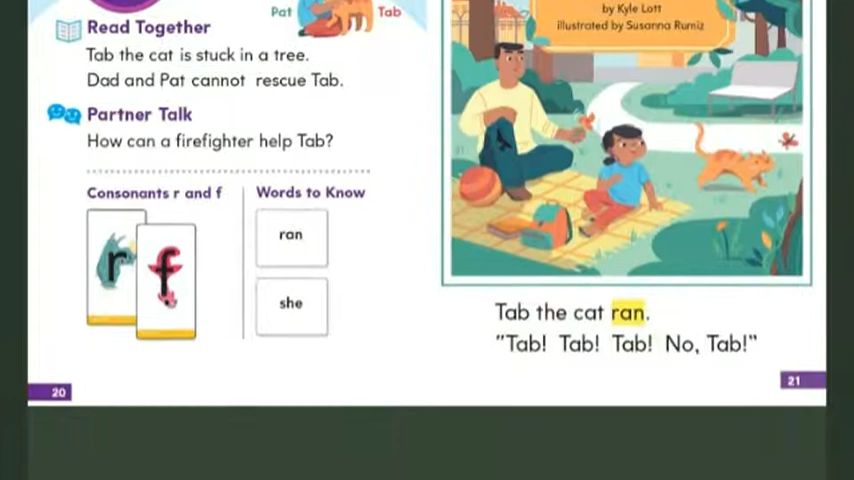 Pat
Tab
Read Together
Tab the cat is stuck in a tree.
Dad and Pat cannot rescue Tab.
Partner Talk
How can a firefighter help Tab?
Consonants r and f
Words to Know
r
f
ran
she
20
by Kyle Lott
illustrated by Susanna Rumiz
Tab the cat ran.
"Tab! Tab! Tab! No, Tab!"
21